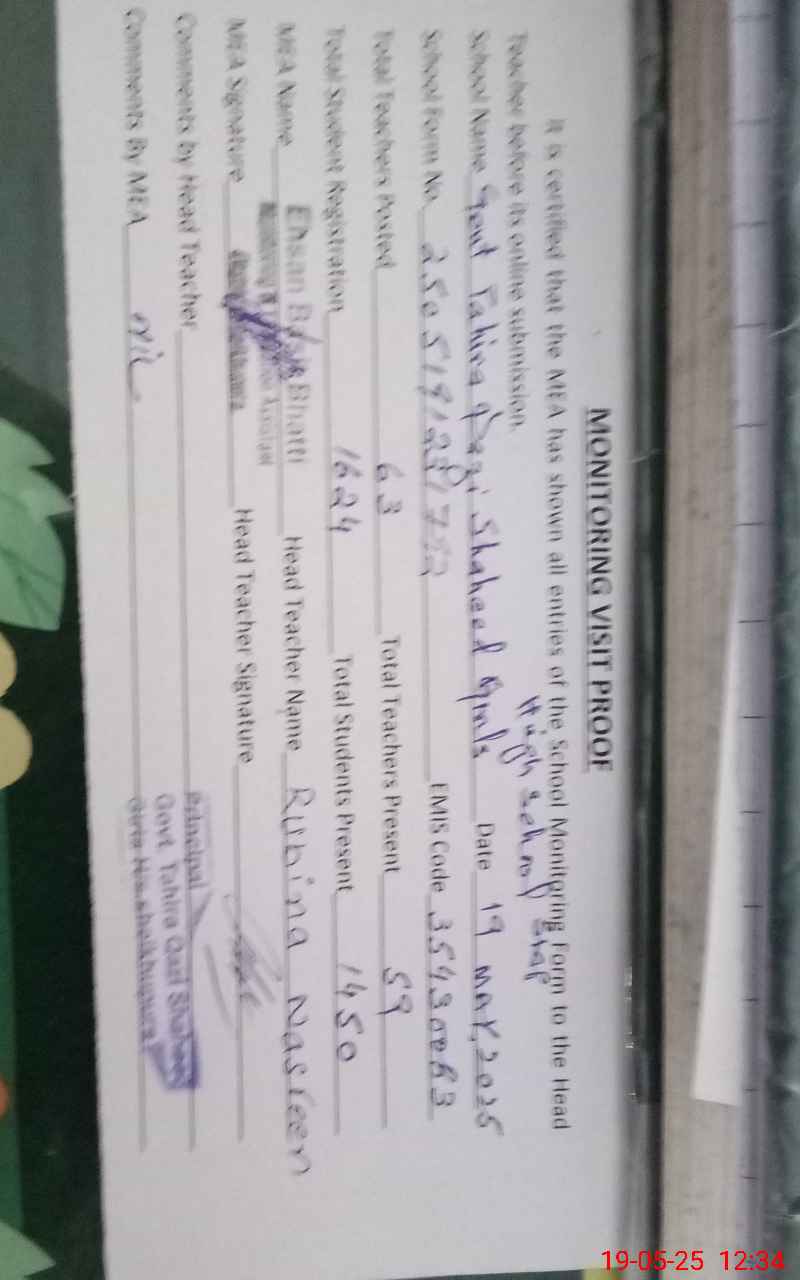 MONITORING VISIT PROOF
It is certified that the MEA has shown all entries of the School Monitoring Form to the Head
Teacher before its online submission.
High School
School Name Govt Tahira Qazi Shaheed Girls Date 19 MAY, 2025
School Form No. EMIS Code
Total Teachers Posted 63 Total Teachers Present 59
Total Student Registration 1624 Total Students Present 1450
MEA Name Ehsan Bhatti Head Teacher Name Rubina Nasreen
MEA Signature Head Teacher Signature
Comments by Head Teacher
Principal
Govt. Tahira Qazi Shaheed
Comments By MEA Nil
19-05-25 12:34